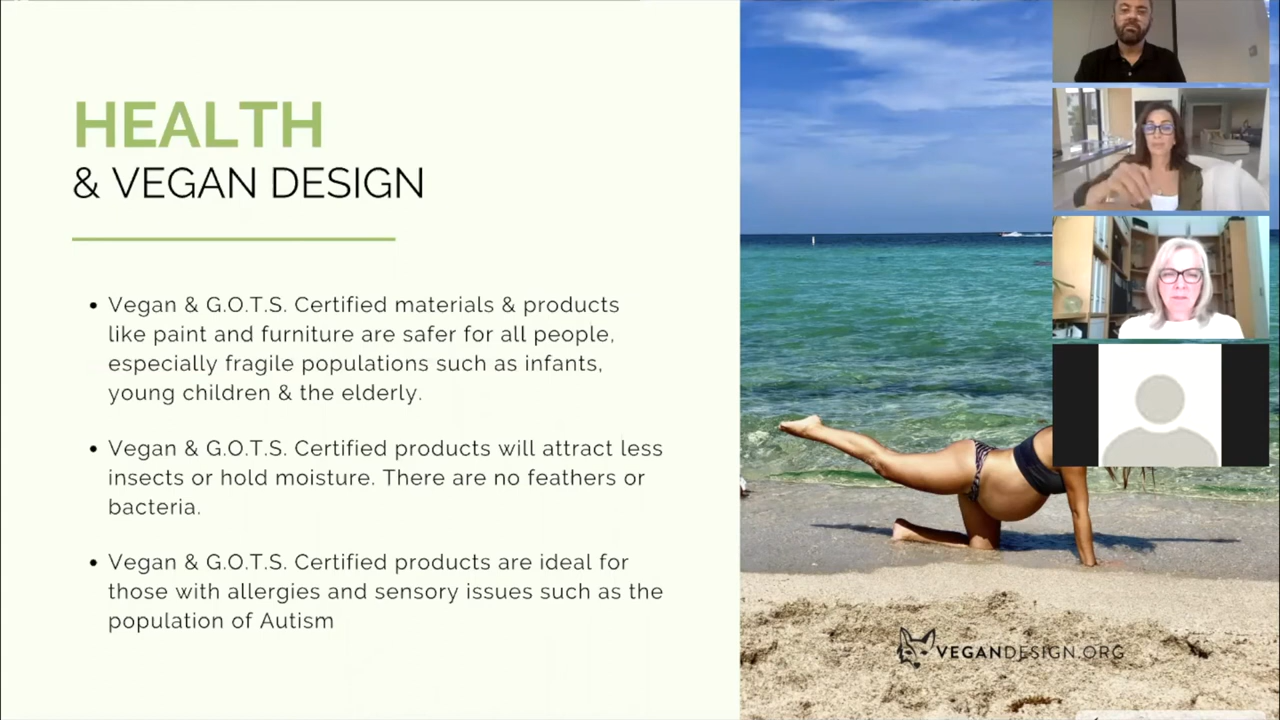 HEALTH
& VEGAN DESIGN
• Vegan & G.O.T.S. Certified materials & products
like paint and furniture are safer for all people,
especially fragile populations such as infants,
young children & the elderly.
• Vegan & G.O.T.S. Certified products will attract less
insects or hold moisture. There are no feathers or
bacteria.
• Vegan & G.O.T.S. Certified products are ideal for
those with allergies and sensory issues such as the
population of Autism
VEGANDESIGN.ORG